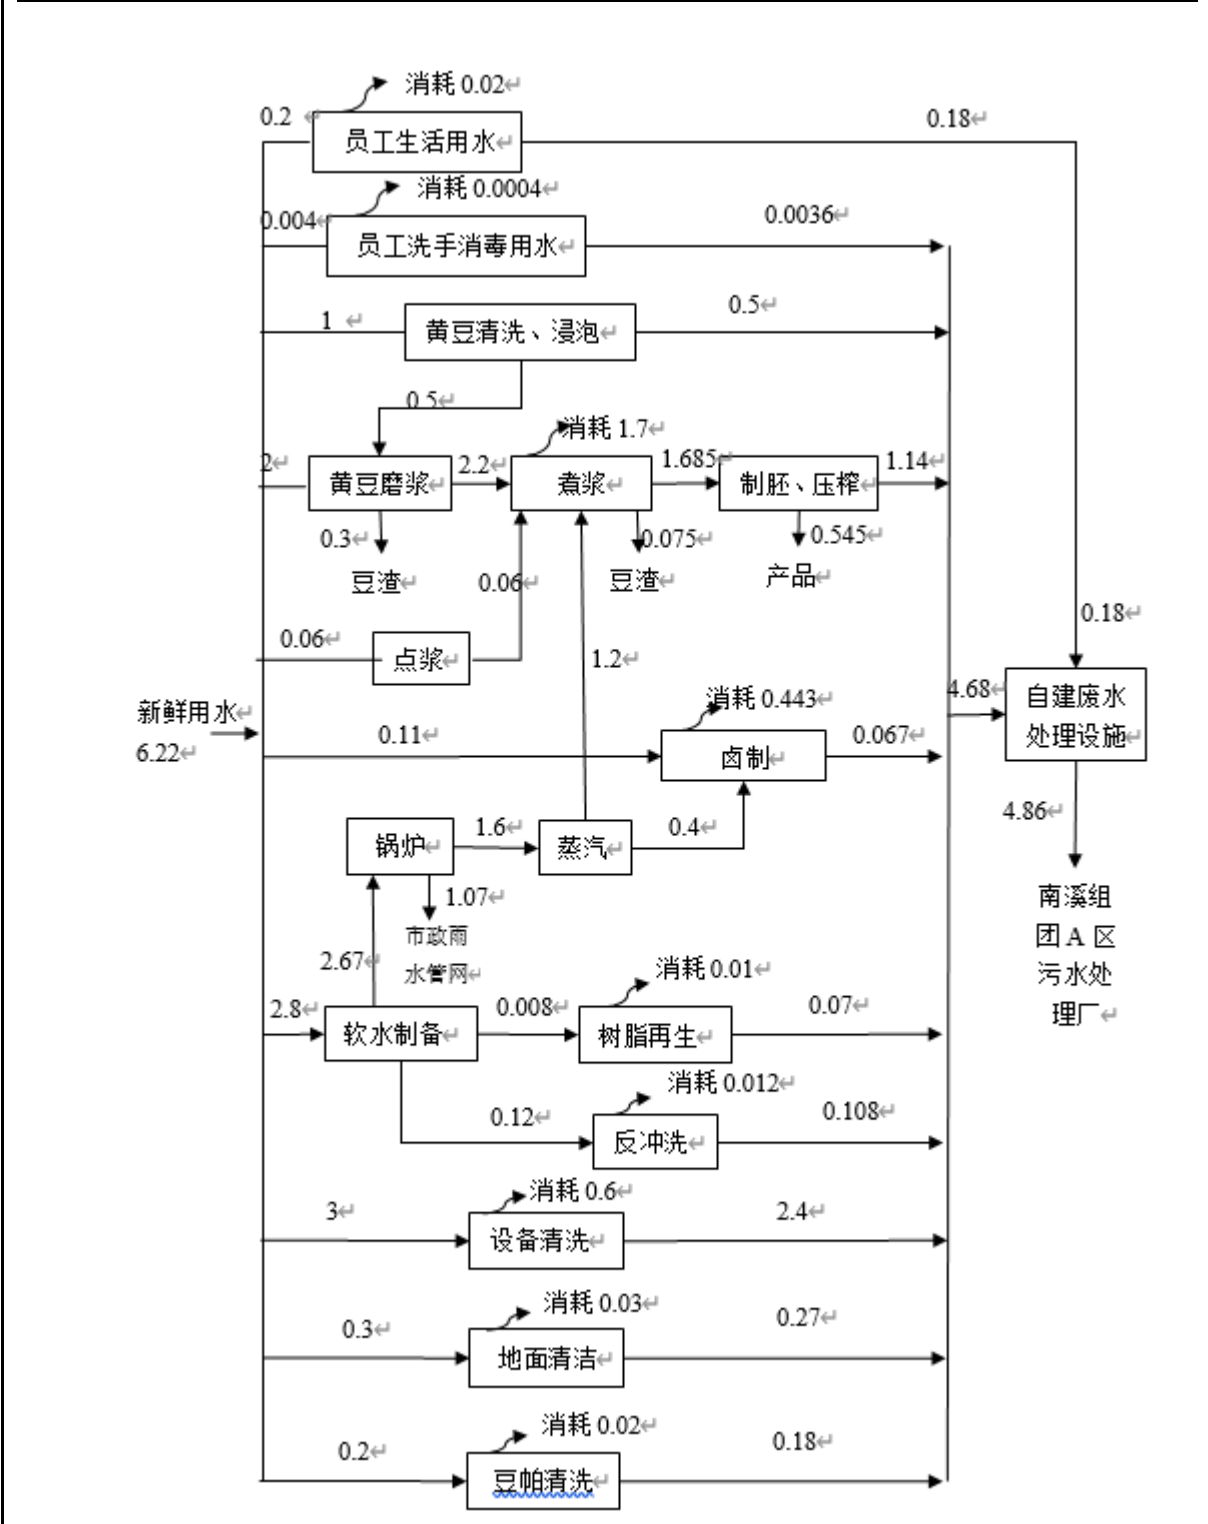 消耗 0.02
0.2
员工生活用水
0.18
消耗 0.0004
0.004
员工洗手消毒用水
0.0036
1
黄豆清洗、浸泡
0.5
0.5
消耗 1.7
2
黄豆磨浆
2.2
煮浆
1.685
制胚、压榨
1.14
0.3
豆渣
0.075
豆渣
0.545
产品
0.06
0.06
点浆
1.2
0.18
新鲜用水
6.22
0.11
消耗 0.443
卤制
0.067
4.68
自建废水
处理设施
4.86
南溪组
团 A 区
污水处
理厂
锅炉
1.6
蒸汽
0.4
1.07
市政雨
水管网
2.67
2.8
软水制备
0.008
消耗 0.01
树脂再生
0.07
0.12
消耗 0.012
反冲洗
0.108
3
消耗 0.6
设备清洗
2.4
0.3
消耗 0.03
地面清洁
0.27
0.2
消耗 0.02
豆帕清洗
0.18